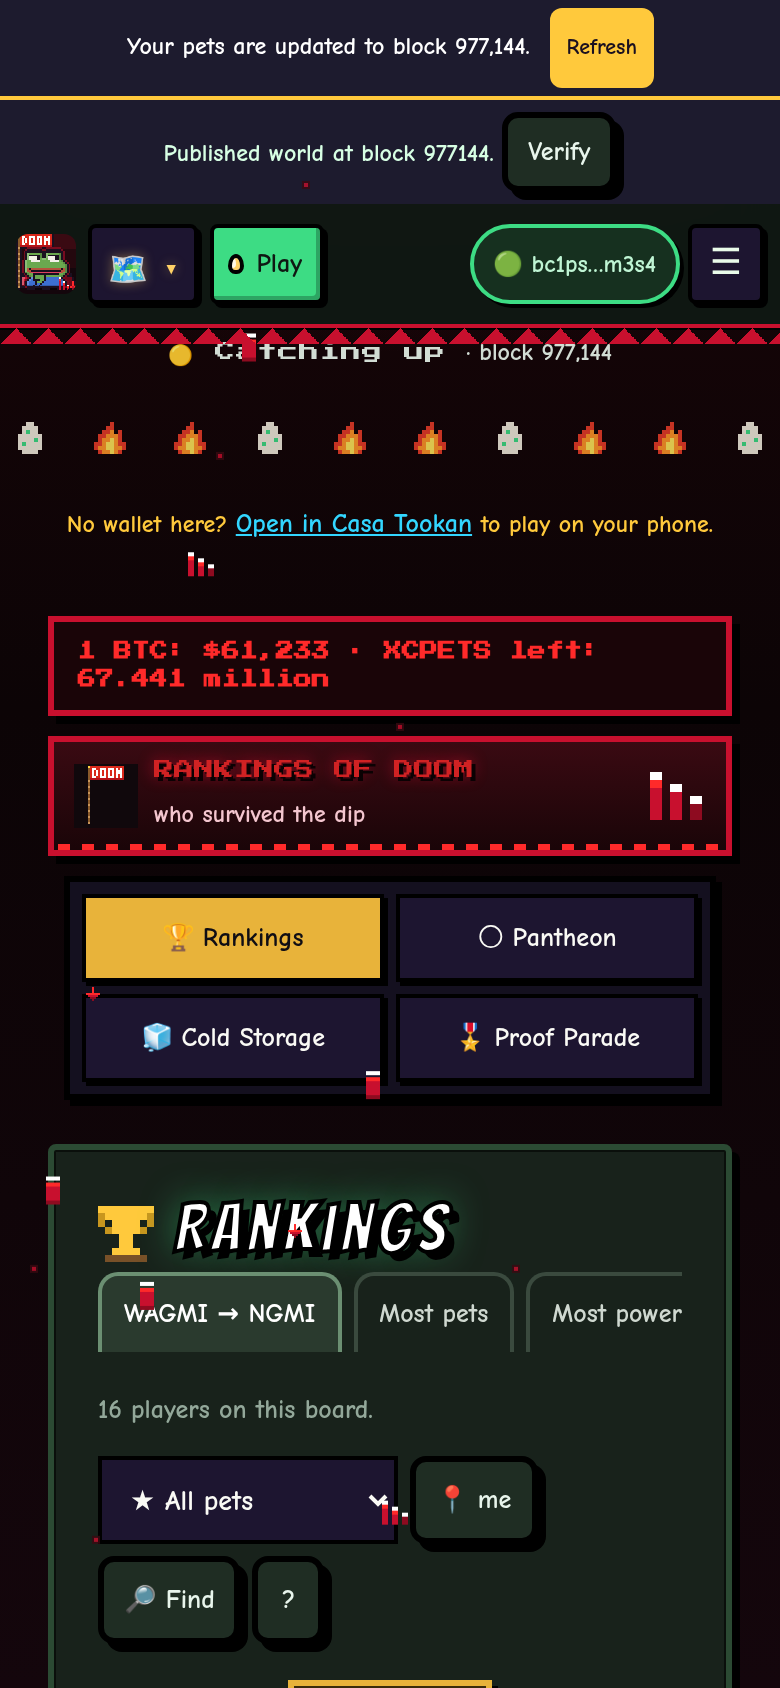 Your pets are updated to block 977,144.
Refresh
Published world at block 977144.
Verify
DOOM
Play
bc1ps...m3s4
Catching up · block 977,144
No wallet here? Open in Casa Tookan to play on your phone.
1 BTC: $61,233 · XCPETS left:
67.441 million
DOOM
RANKINGS OF DOOM
who survived the dip
Rankings
Pantheon
Cold Storage
Proof Parade
RANKINGS
WAGMI → NGMI
Most pets
Most power
16 players on this board.
★ All pets
me
Find
?